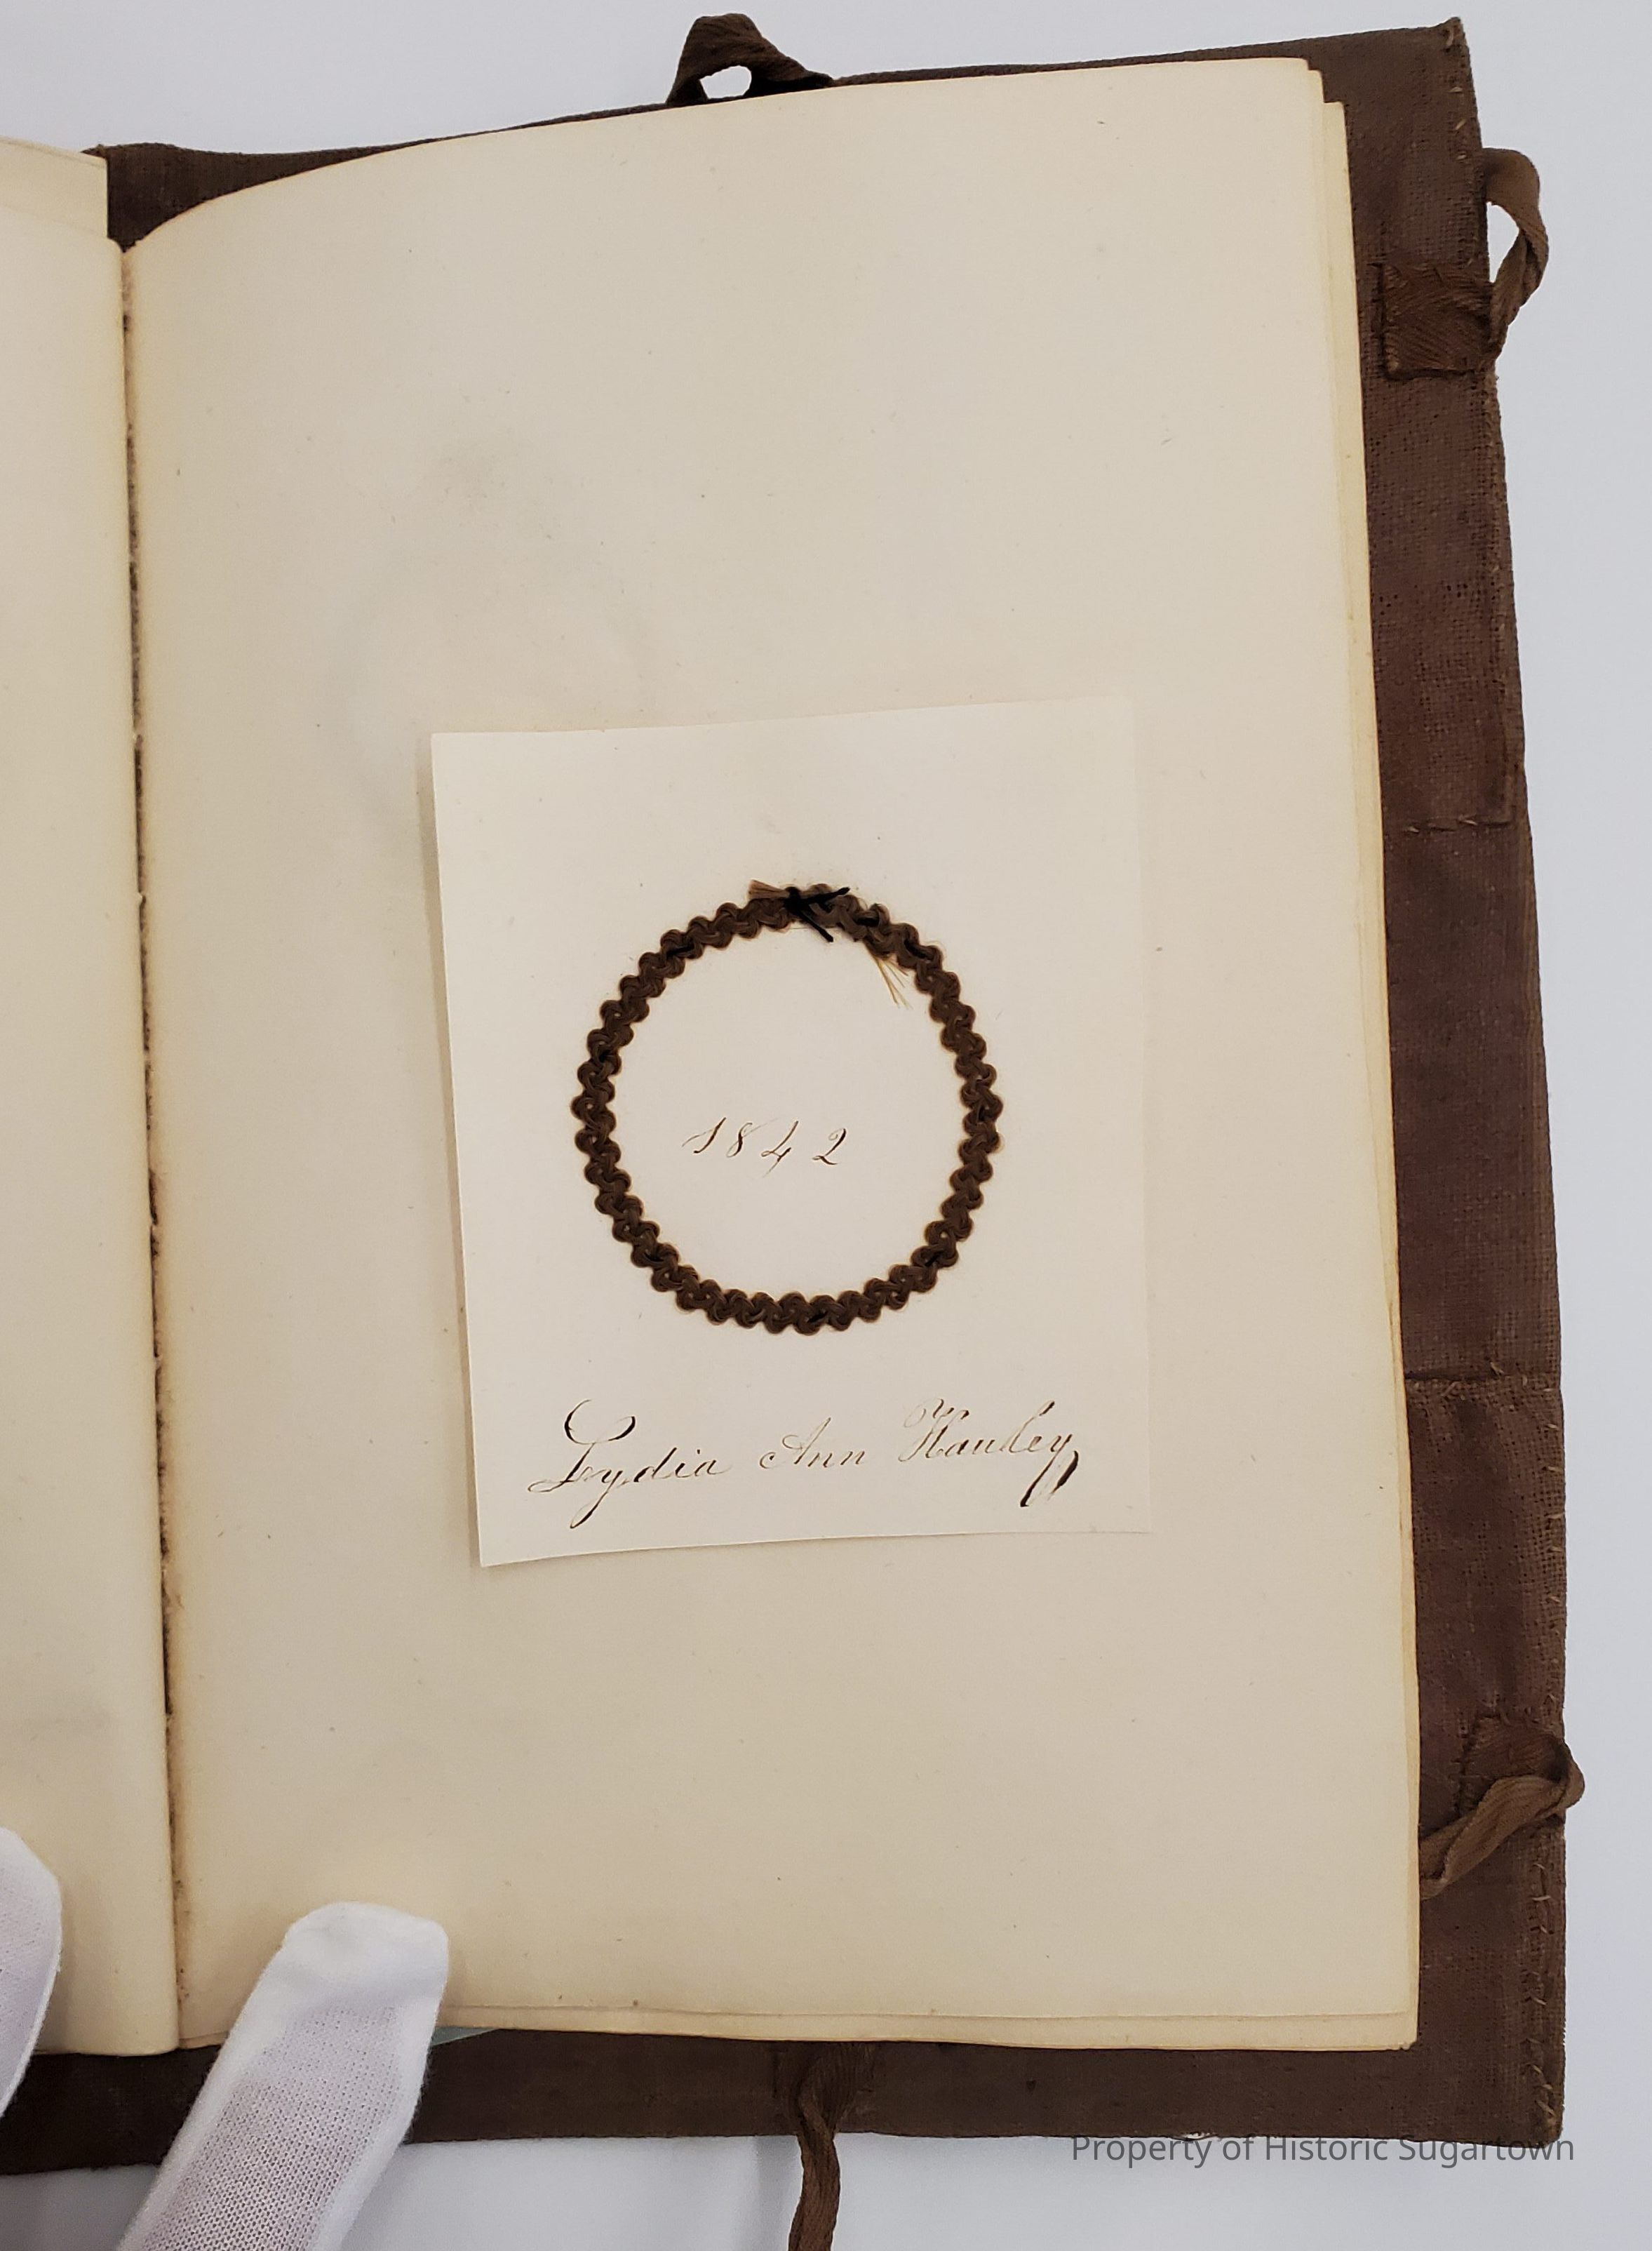 1842
Lydia Ann Hawley
Property of Historic Sugartown